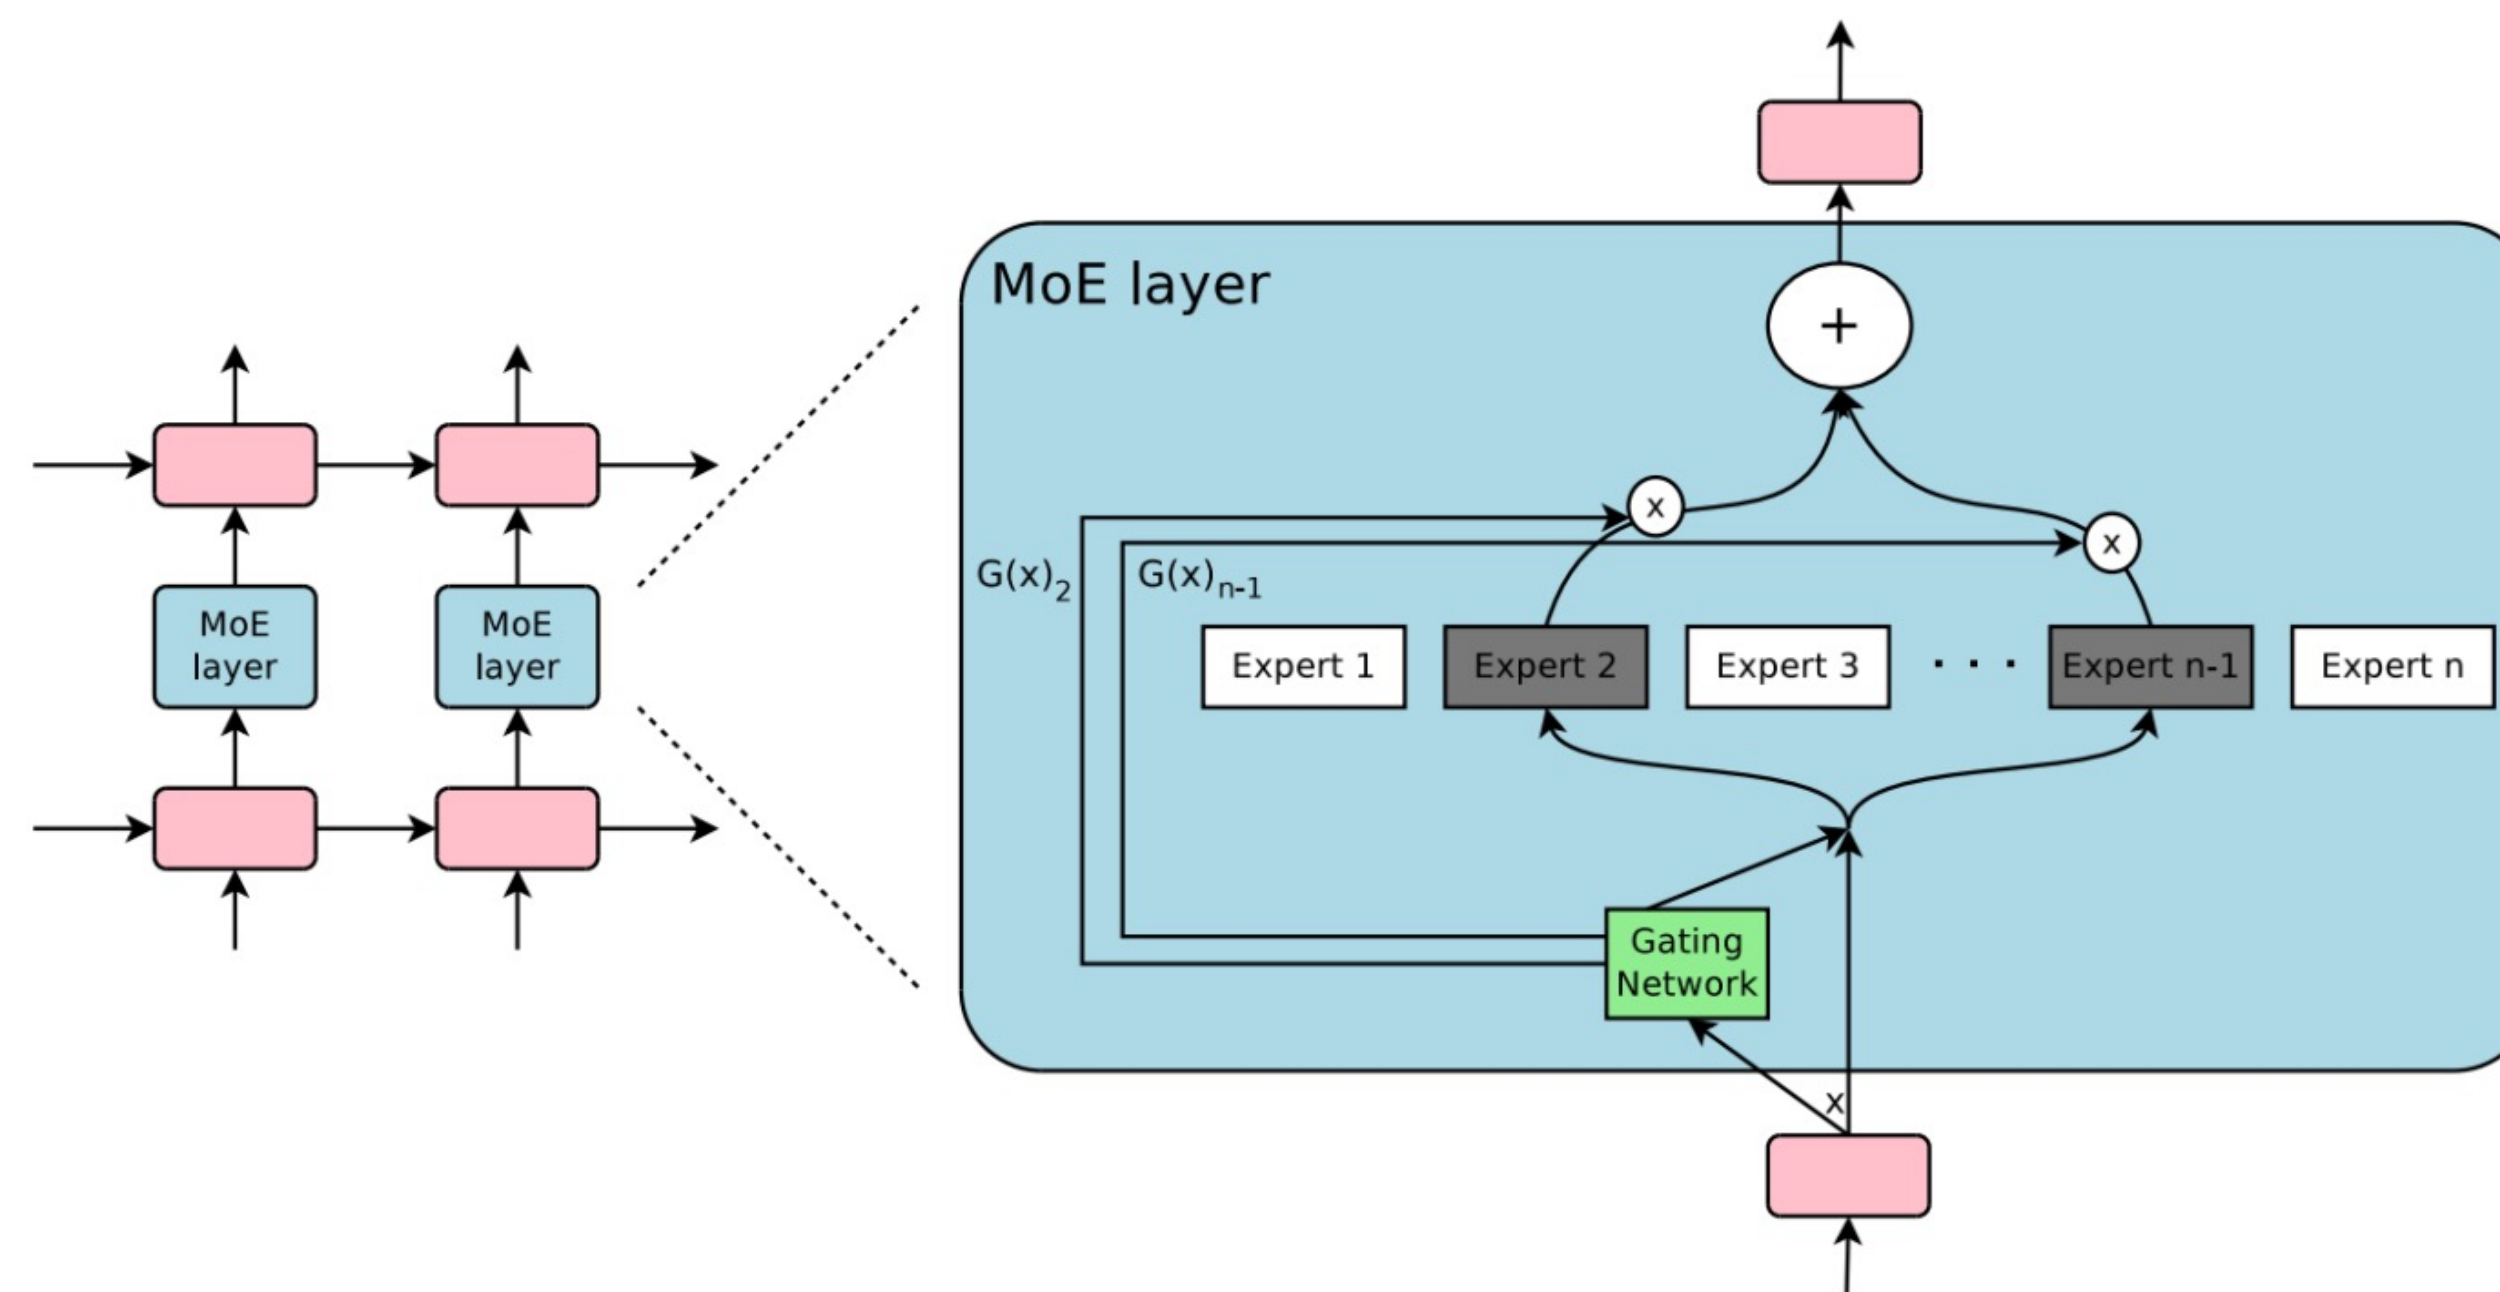 MoE layer
+
x
x
G(x)2
G(x)n-1
MoE
layer
MoE
layer
Expert 1
Expert 2
Expert 3
. . .
Expert n-1
Expert n
Gating
Network
x